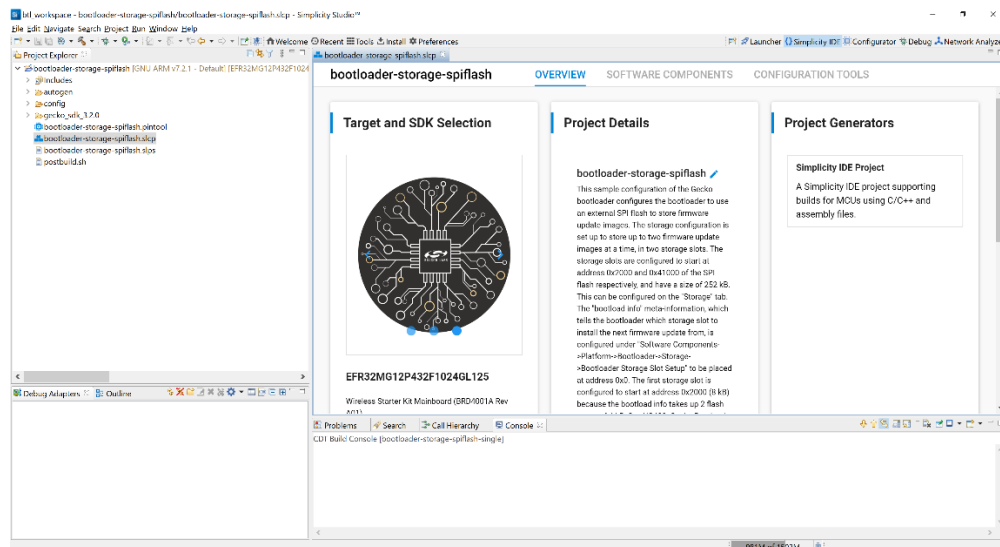 btl_workspace - bootloader-storage-spiflash/bootloader-storage-spiflash.slcp - Simplicity Studio™
File Edit Navigate Search Project Run Window Help
Welcome Recent Tools Install Preferences
Launcher {} Simplicity IDE Configurator Debug Network Analyze
Project Explorer
bootloader-storage-spiflash [GNU ARM v7.2.1 - Default] [EFR32MG12P432F1024
Includes
autogen
config
gecko_sdk_3.2.0
bootloader-storage-spiflash.pintool
bootloader-storage-spiflash.slcp
bootloader-storage-spiflash.slps
postbuild.sh
bootloader-storage-spiflash.slcp
bootloader-storage-spiflash OVERVIEW SOFTWARE COMPONENTS CONFIGURATION TOOLS
Target and SDK Selection
EFR32MG12P432F1024GL125
Wireless Starter Kit Mainboard (BRD4001A Rev
A01)
Project Details
bootloader-storage-spiflash
This sample configuration of the Gecko
bootloader configures the bootloader to use
an external SPI flash to store firmware
update images. The storage configuration is
set up to store up to two firmware update
images at a time, in two storage slots. The
storage slots are configured to start at
address 0x2000 and 0x41000 of the SPI
flash respectively, and have a size of 252 kB.
This can be configured on the "Storage" tab.
The "bootload info" meta-information, which
tells the bootloader which storage slot to
install the next firmware update from, is
configured under "Software Components-
>Platform->Bootloader->Storage-
>Bootloader Storage Slot Setup" to be placed
at address 0x0. The first storage slot is
configured to start at address 0x2000 (8 kB)
because the bootload info takes up 2 flash
Project Generators
Simplicity IDE Project
A Simplicity IDE project supporting
builds for MCUs using C/C++ and
assembly files.
Debug Adapters Outline
Problems Search Call Hierarchy Console
CDT Build Console [bootloader-storage-spiflash-single]